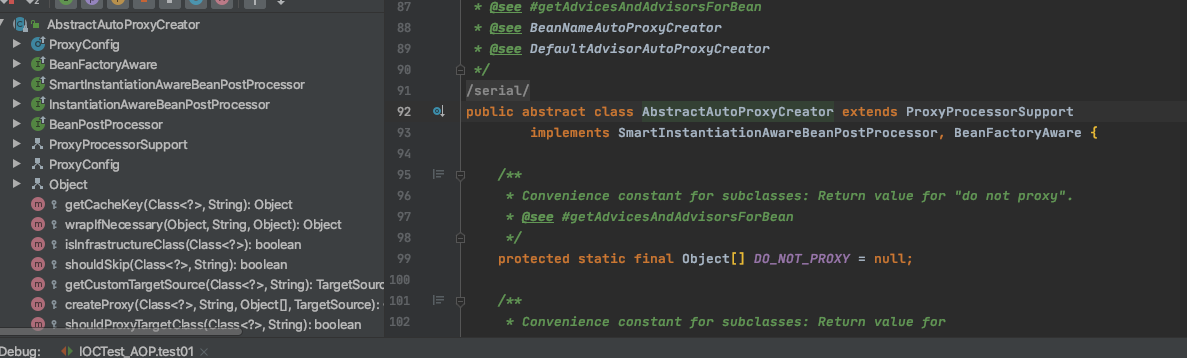 AbstractAutoProxyCreator
ProxyConfig
BeanFactoryAware
SmartInstantiationAwareBeanPostProcessor
InstantiationAwareBeanPostProcessor
BeanPostProcessor
ProxyProcessorSupport
ProxyConfig
Object
getCacheKey(Class<?>, String): Object
wrapIfNecessary(Object, String, Object): Object
isInfrastructureClass(Class<?>): boolean
shouldSkip(Class<?>, String): boolean
getCustomTargetSource(Class<?>, String): TargetSourc
createProxy(Class<?>, String, Object[], TargetSource):
shouldProxyTargetClass(Class<?>, String): boolean
87 * @see #getAdvicesAndAdvisorsForBean
88 * @see BeanNameAutoProxyCreator
89 * @see DefaultAdvisorAutoProxyCreator
90 */
91 /serial/
92 public abstract class AbstractAutoProxyCreator extends ProxyProcessorSupport
93 implements SmartInstantiationAwareBeanPostProcessor, BeanFactoryAware {
94
95 /**
96 * Convenience constant for subclasses: Return value for "do not proxy".
97 * @see #getAdvicesAndAdvisorsForBean
98 */
99 protected static final Object[] DO_NOT_PROXY = null;
100
101 /**
102 * Convenience constant for subclasses: Return value for
Debug: IOCTest_AOP.test01